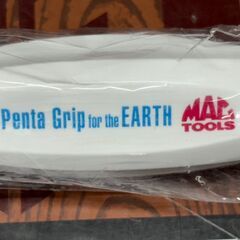 Penta Grip for the EARTH
MAC
TOOLS